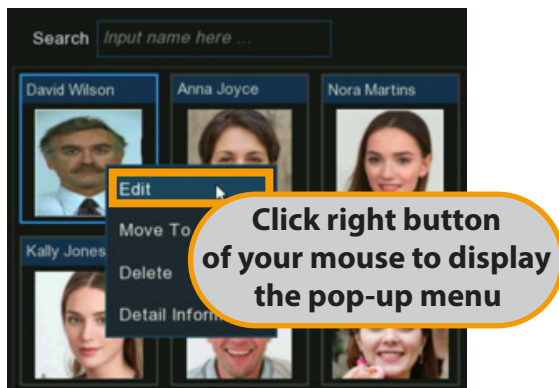 Search Input name here ...
David Wilson Anna Joyce Nora Martins
Edit
Move To
Kally Jones
Delete
Detail Inform
Click right button
of your mouse to display
the pop-up menu